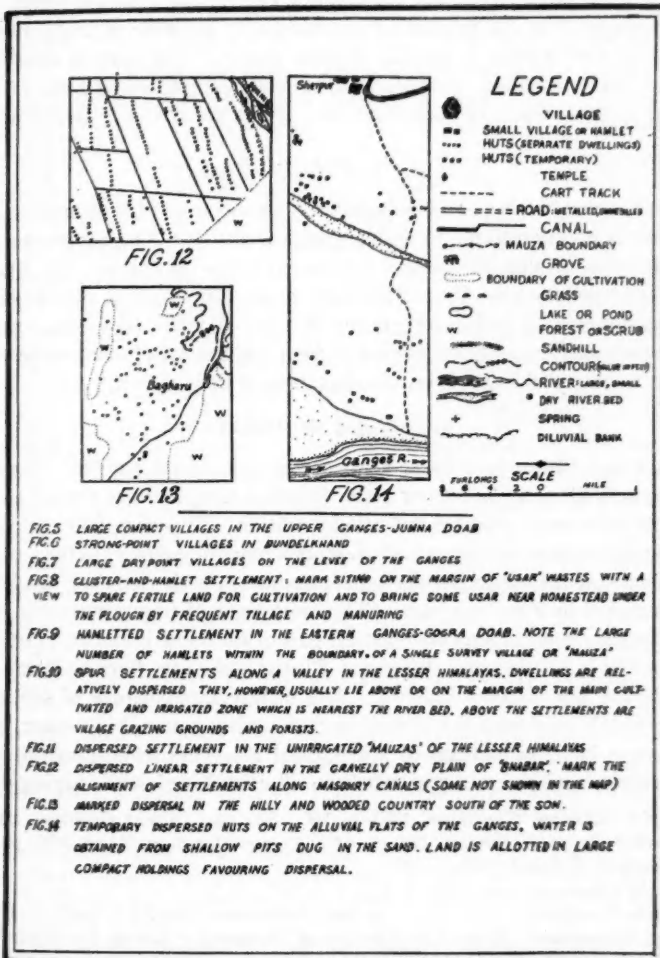 Sherpur
LEGEND
VILLAGE
SMALL VILLAGE OR HAMLET
HUTS (SEPARATE DWELLINGS)
HUTS (TEMPORARY)
TEMPLE
CART TRACK
ROAD: METALLED, UNMETALLED
CANAL
MAUZA BOUNDARY
GROVE
BOUNDARY OF CULTIVATION
GRASS
LAKE OR POND
W FOREST OR SCRUB
SANDHILL
CONTOUR
RIVER: LARGE, SMALL
DRY RIVER BED
+ SPRING
DILUVIAL BANK
SCALE
FURLONGS MILE
8 6 4 2 0
W
FIG. 12
W
W
Bagharu
W
W
W
FIG. 13
Ganges R.
FIG. 14
FIG.5 LARGE COMPACT VILLAGES IN THE UPPER GANGES-JUMNA DOAB
FIG.6 STRONG-POINT VILLAGES IN BUNDELKHAND
FIG.7 LARGE DRY POINT VILLAGES ON THE LEVEE OF THE GANGES
FIG.8 CLUSTER-AND-HAMLET SETTLEMENT: MARK SITING ON THE MARGIN OF "USAR" WASTES WITH A
VIEW TO SPARE FERTILE LAND FOR CULTIVATION AND TO BRING SOME USAR NEAR HOMESTEAD UNDER
THE PLOUGH BY FREQUENT TILLAGE AND MANURING
FIG.9 HAMLETTED SETTLEMENT IN THE EASTERN GANGES-GOGRA DOAB. NOTE THE LARGE
NUMBER OF HAMLETS WITHIN THE BOUNDARY. OF A SINGLE SURVEY VILLAGE OR "MAUZA"
FIG.10 SPUR SETTLEMENTS ALONG A VALLEY IN THE LESSER HIMALAYAS. DWELLINGS ARE REL-
ATIVELY DISPERSED THEY, HOWEVER, USUALLY LIE ABOVE OR ON THE MARGIN OF THE MAIN CULT-
IVATED AND IRRIGATED ZONE WHICH IS NEAREST THE RIVER BED. ABOVE THE SETTLEMENTS ARE
VILLAGE GRAZING GROUNDS AND FORESTS.
FIG.11 DISPERSED SETTLEMENT IN THE UNIRRIGATED "MAUZAS" OF THE LESSER HIMALAYAS
FIG.12 DISPERSED LINEAR SETTLEMENT IN THE GRAVELLY DRY PLAIN OF "BHABAR". MARK THE
ALIGNMENT OF SETTLEMENTS ALONG MASONRY CANALS (SOME NOT SHOWN IN THE MAP)
FIG.13 MARKED DISPERSAL IN THE HILLY AND WOODED COUNTRY SOUTH OF THE SON.
FIG.14 TEMPORARY DISPERSED HUTS ON THE ALLUVIAL FLATS OF THE GANGES. WATER IS
OBTAINED FROM SHALLOW PITS DUG IN THE SAND. LAND IS ALLOTTED IN LARGE
COMPACT HOLDINGS FAVOURING DISPERSAL.